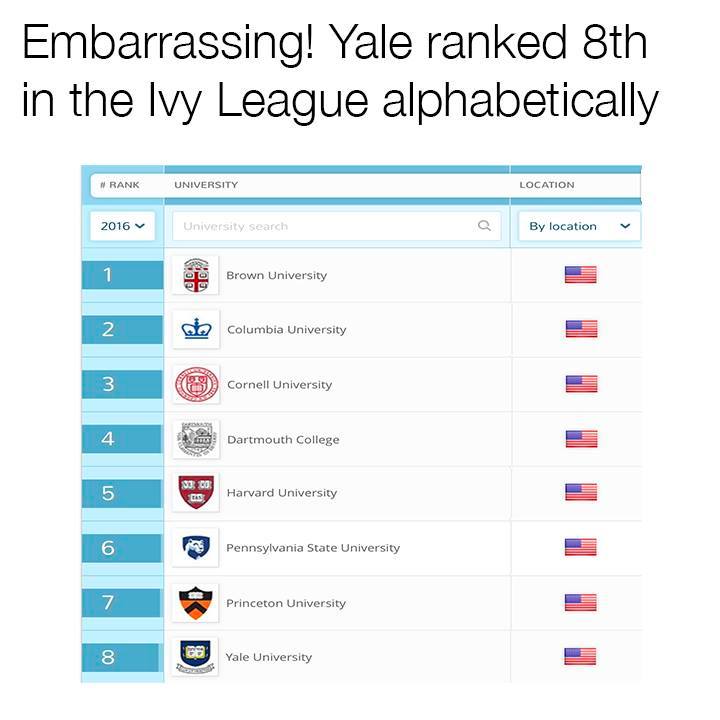 Embarrassing! Yale ranked 8th
in the Ivy League alphabetically
# RANK UNIVERSITY LOCATION
2016 University search By location
1 Brown University
2 Columbia University
3 Cornell University
4 Dartmouth College
5 Harvard University
6 Pennsylvania State University
7 Princeton University
8 Yale University